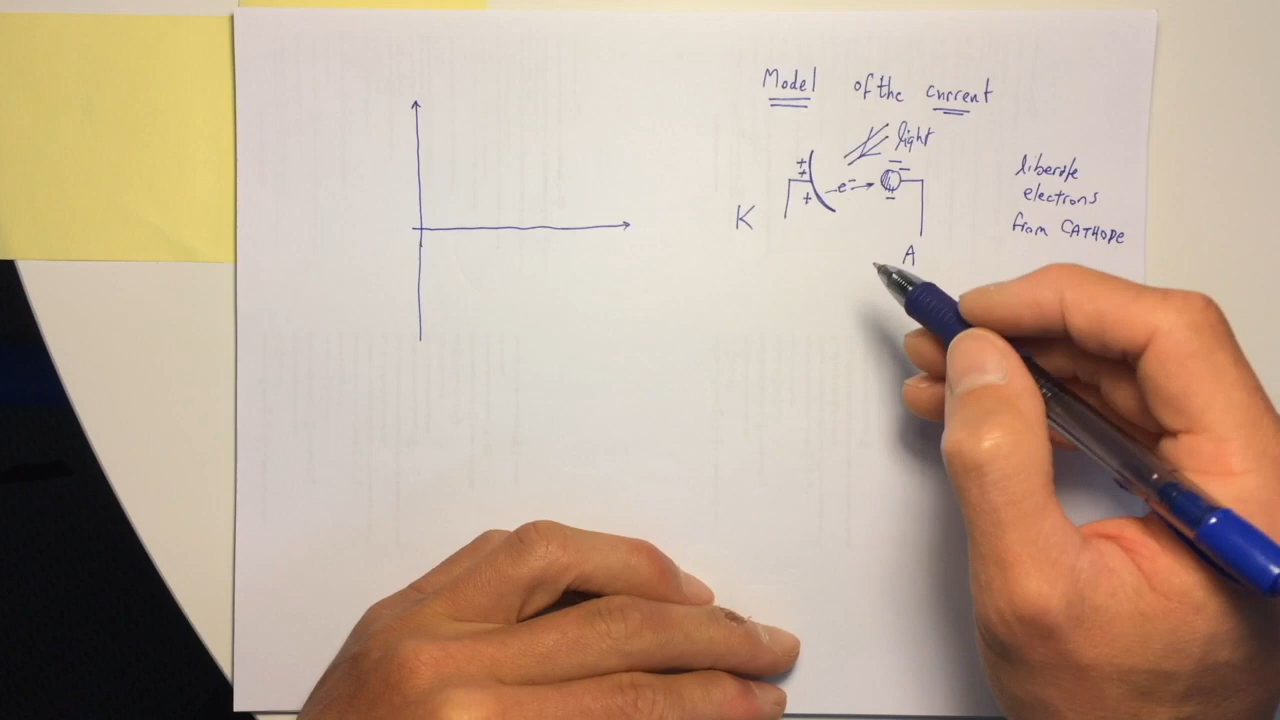 Model of the current
light
+
+
+
e⁻
K
A
liberate
electrons
from CATHODE